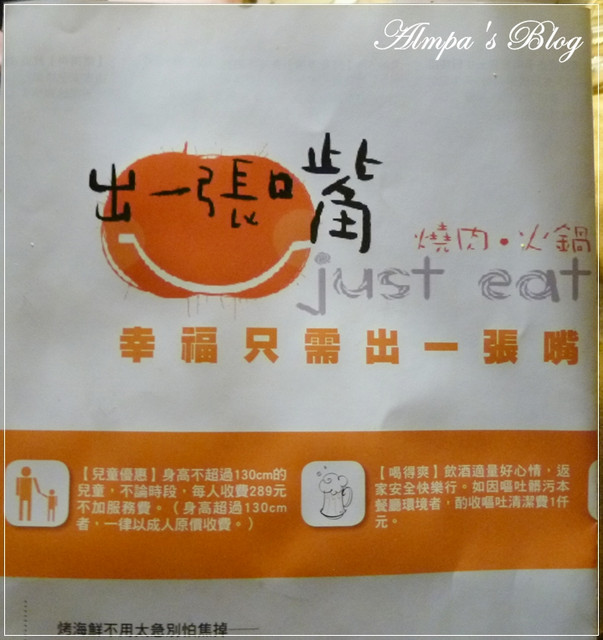 Almpa's Blog
出一張口嘴
燒肉•火鍋
just eat
幸福只需出一張嘴
【兒童優惠】身高不超過130cm的
兒童，不論時段，每人收費289元
不加服務費。（身高超過130cm
者，一律以成人原價收費。）
【喝得爽】飲酒適量好心情，返
家安全快樂行。如因嘔吐髒污本
餐廳環境者，酌收嘔吐清潔費1仟
元。
烤海鮮不用太急別怕焦掉——